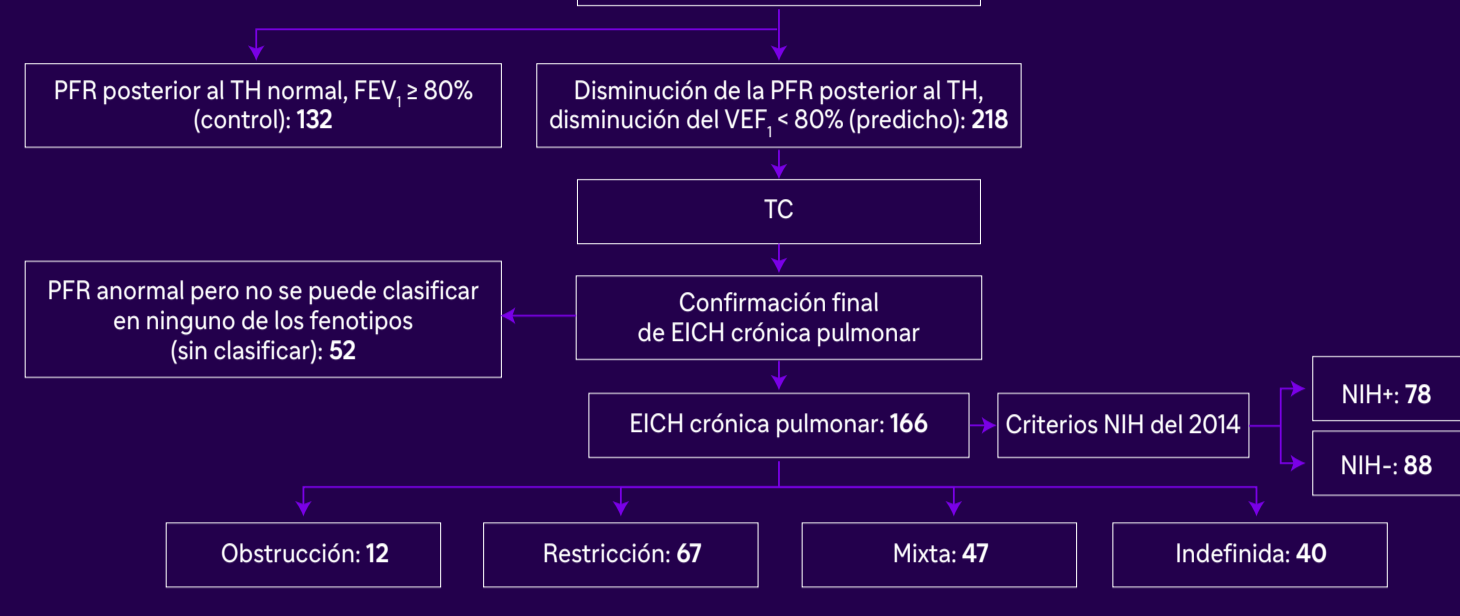 PFR posterior al TH normal, FEV₁ ≥ 80%
(control): 132
Disminución de la PFR posterior al TH,
disminución del VEF₁ < 80% (predicho): 218
TC
PFR anormal pero no se puede clasificar
en ninguno de los fenotipos
(sin clasificar): 52
Confirmación final
de EICH crónica pulmonar
EICH crónica pulmonar: 166
Criterios NIH del 2014
NIH+: 78
NIH-: 88
Obstrucción: 12
Restricción: 67
Mixta: 47
Indefinida: 40